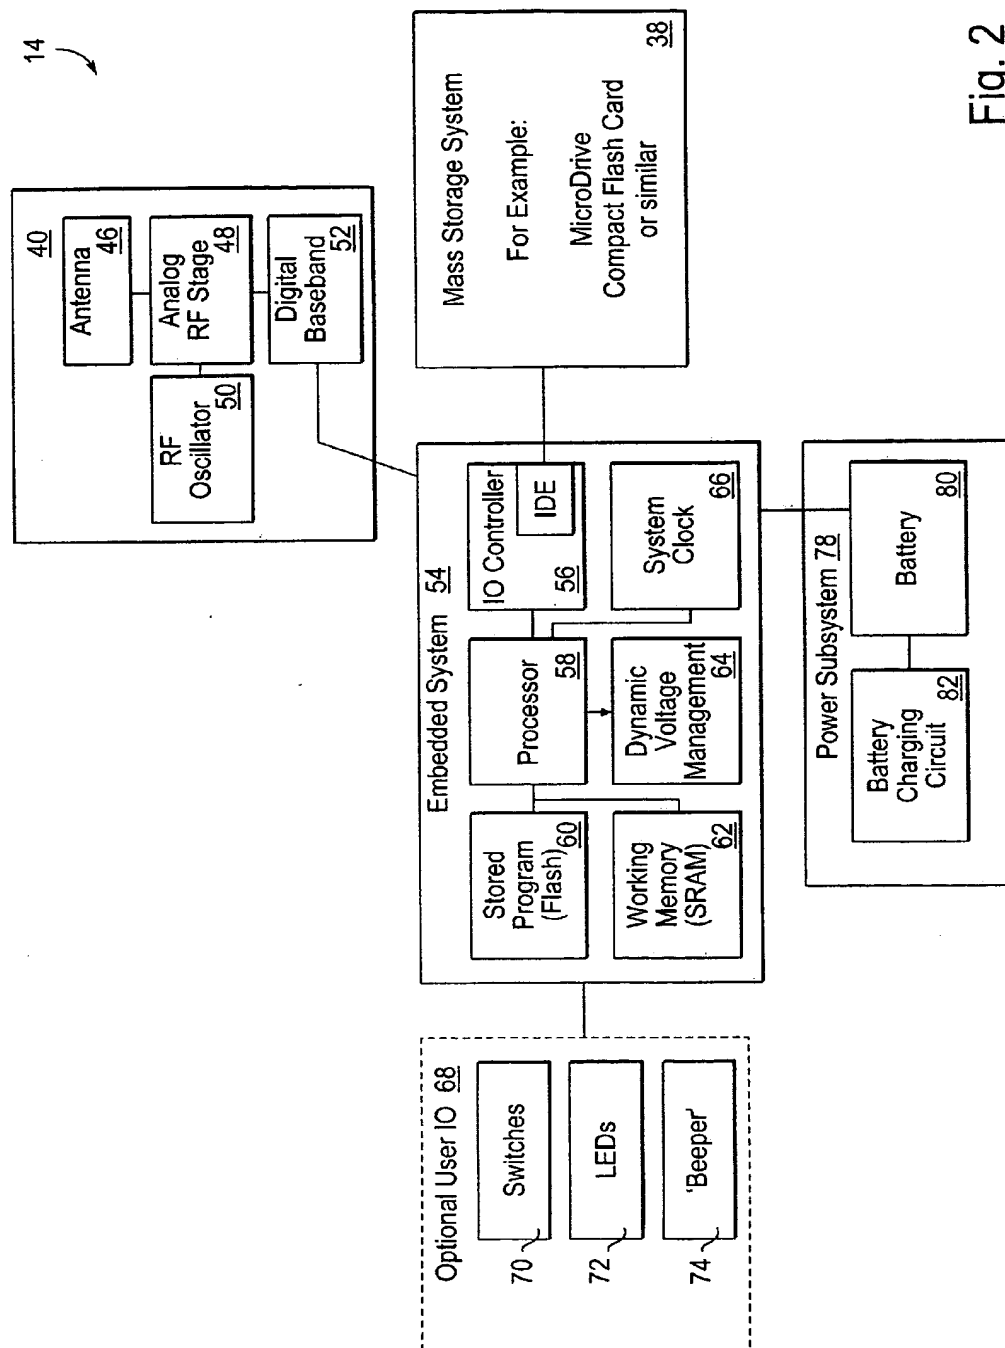 14
40
Antenna
46
Analog
RF Stage
48
RF
Oscillator
50
Digital
Baseband
52
Mass Storage System
For Example:
MicroDrive
Compact Flash Card
or similar
38
Embedded System 54
IO Controller
IDE
56
Processor
58
Stored
Program
(Flash)
60
Working
Memory
(SRAM)
62
Dynamic
Voltage
Management
64
System
Clock
66
Optional User IO 68
Switches
70
LEDs
72
'Beeper'
74
Power Subsystem 78
Battery
80
Battery
Charging
Circuit
82
Fig. 2